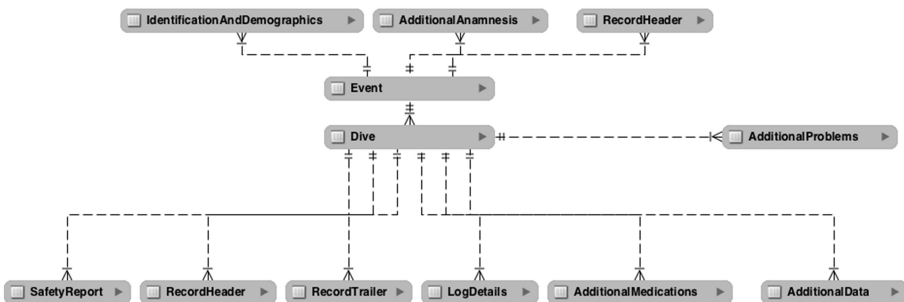 IdentificationAndDemographics
AdditionalAnamnesis
RecordHeader
Event
Dive
AdditionalProblems
SafetyReport
RecordHeader
RecordTrailer
LogDetails
AdditionalMedications
AdditionalData